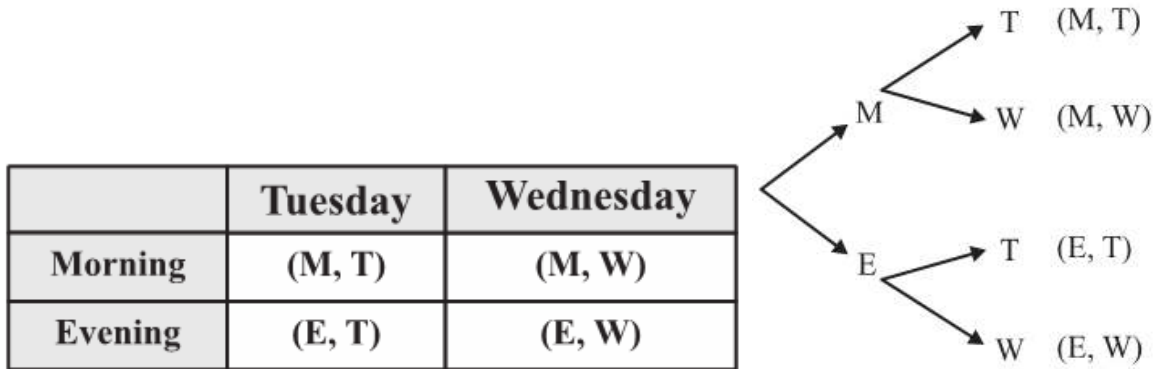 Tuesday Wednesday
Morning (M, T) (M, W)
Evening (E, T) (E, W)
M
E
T (M, T)
W (M, W)
T (E, T)
W (E, W)